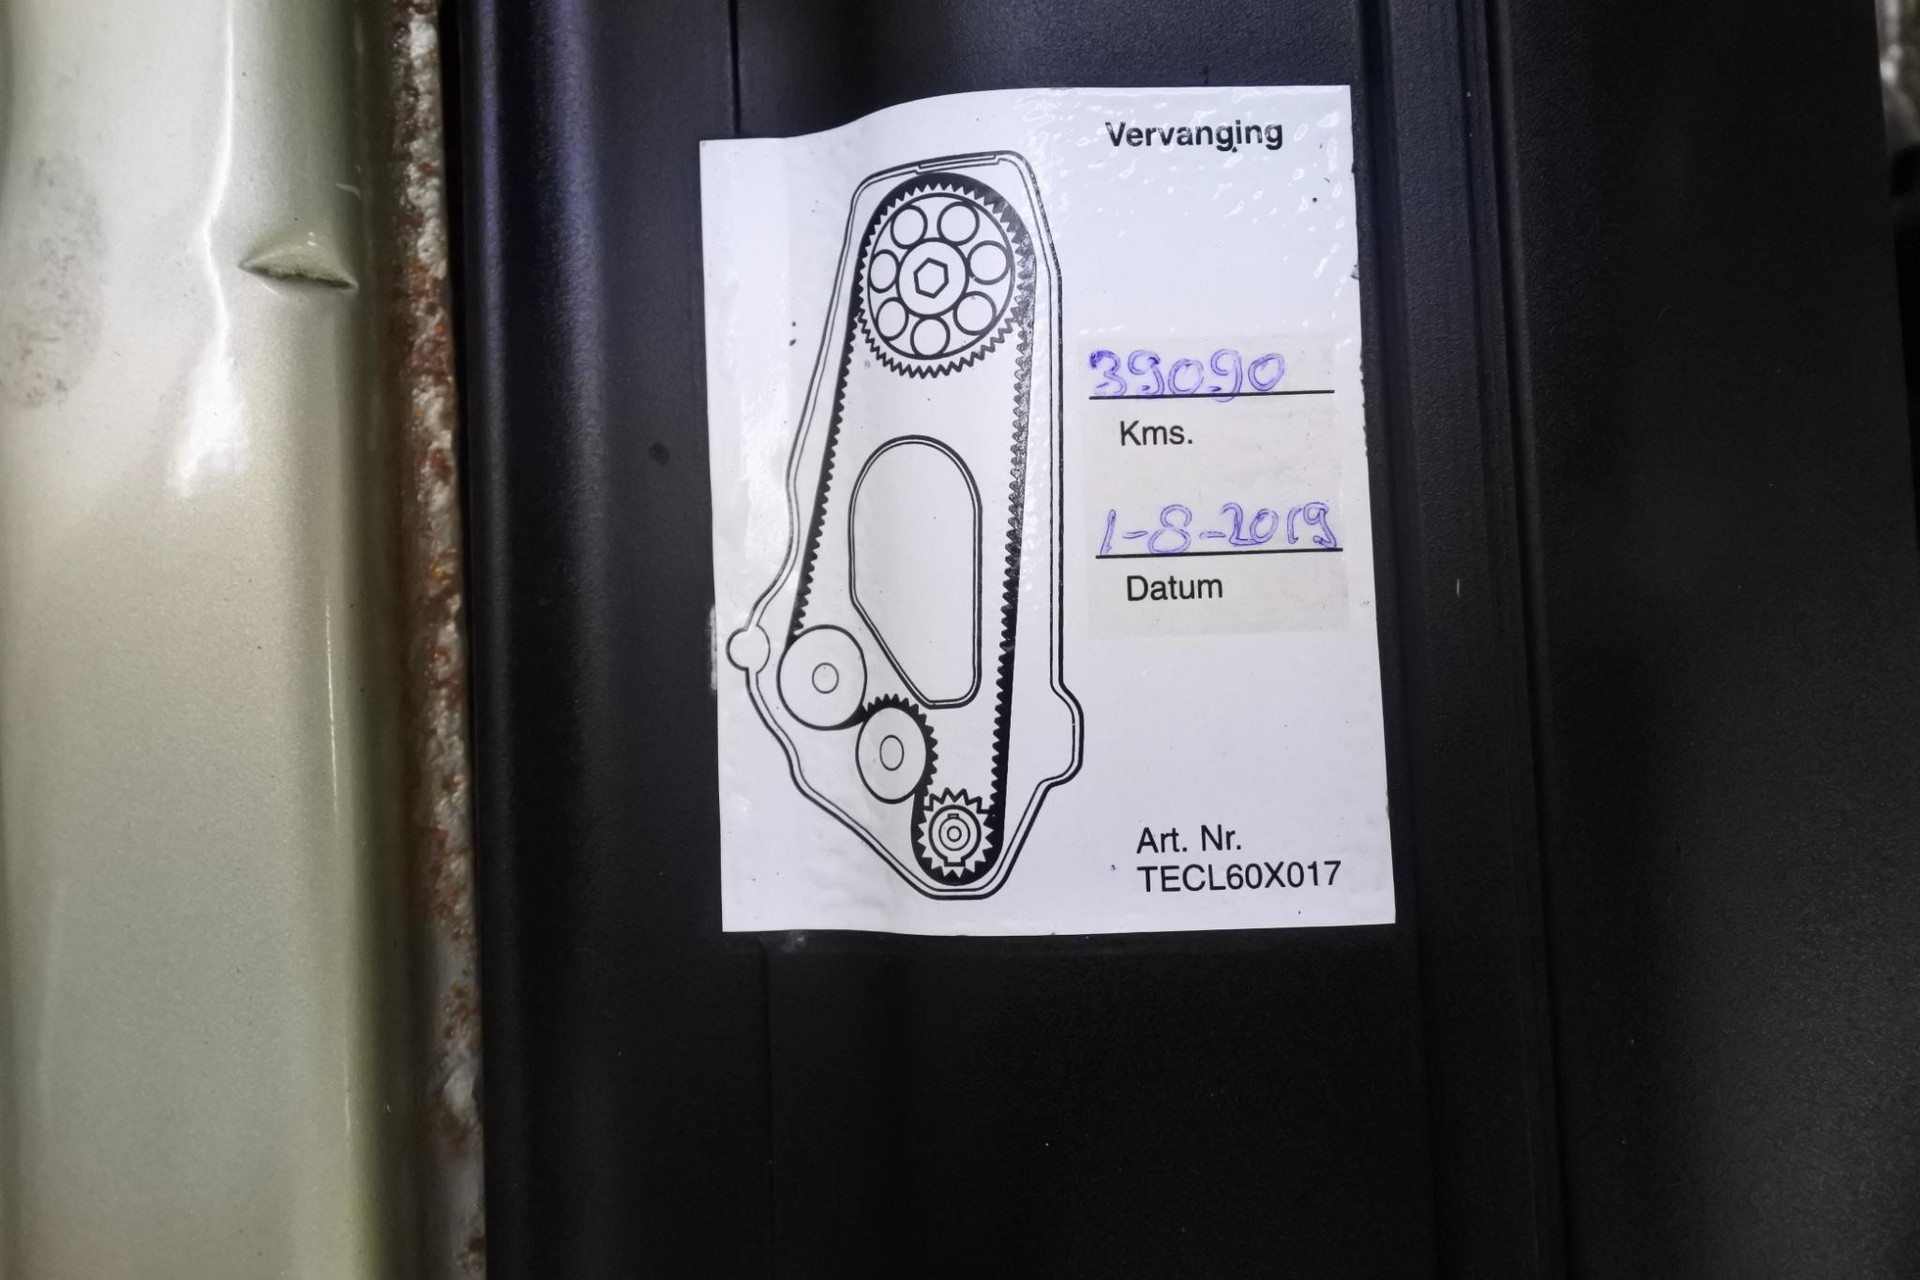 Vervanging
39090
Kms.
1-8-2019
Datum
Art. Nr.
TECL60X017